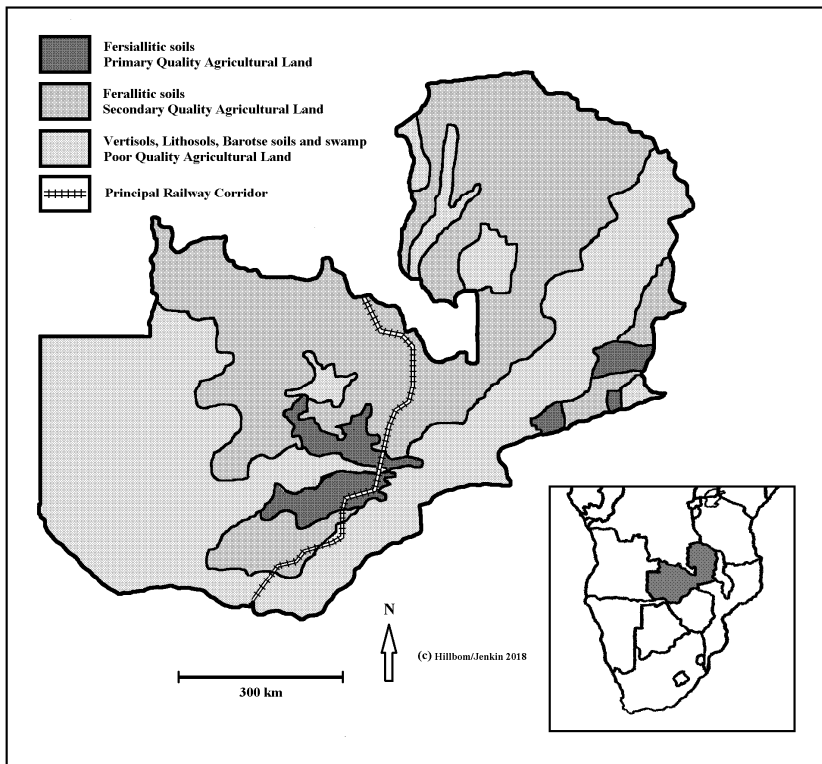 Fersiallitic soils
Primary Quality Agricultural Land
Ferallitic soils
Secondary Quality Agricultural Land
Vertisols, Lithosols, Barotse soils and swamp
Poor Quality Agricultural Land
Principal Railway Corridor
N
(c) Hillbom/Jenkin 2018
300 km